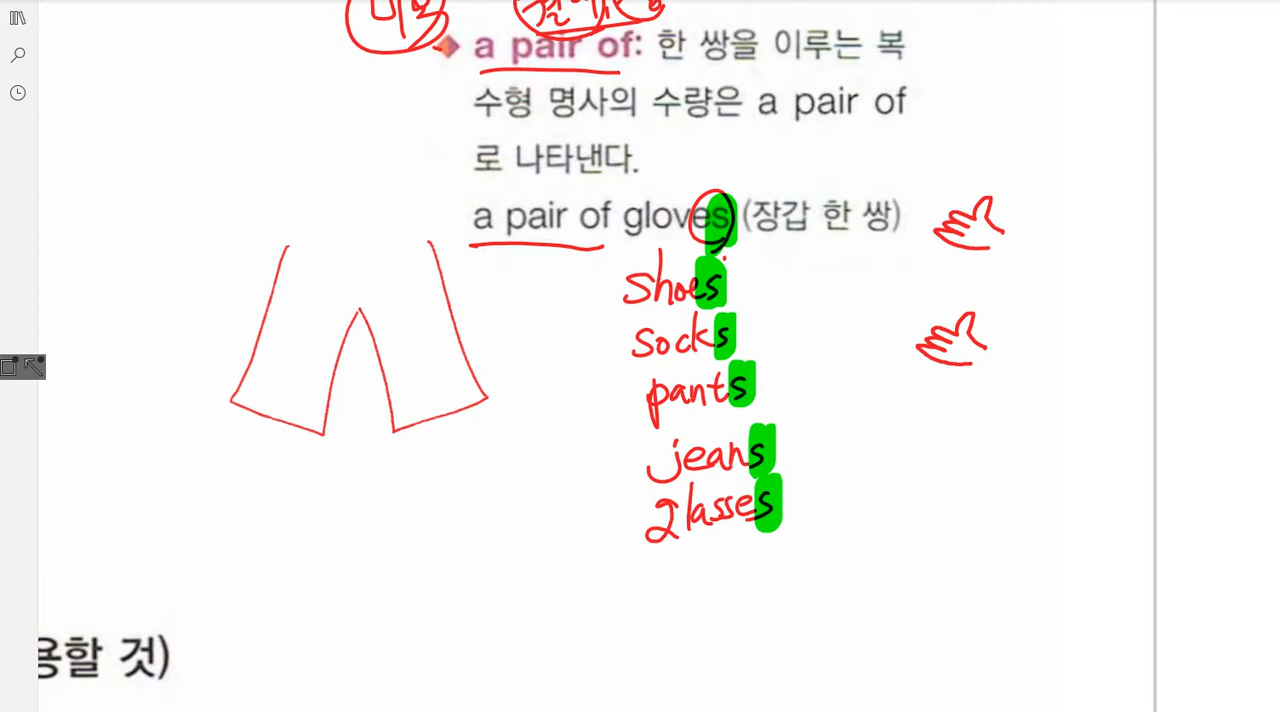 a pair of: 한 쌍을 이루는 복
수형 명사의 수량은 a pair of
로 나타낸다.
a pair of gloves (장갑 한 쌍)
shoes
socks
pants
jeans
glasses
용할 것)